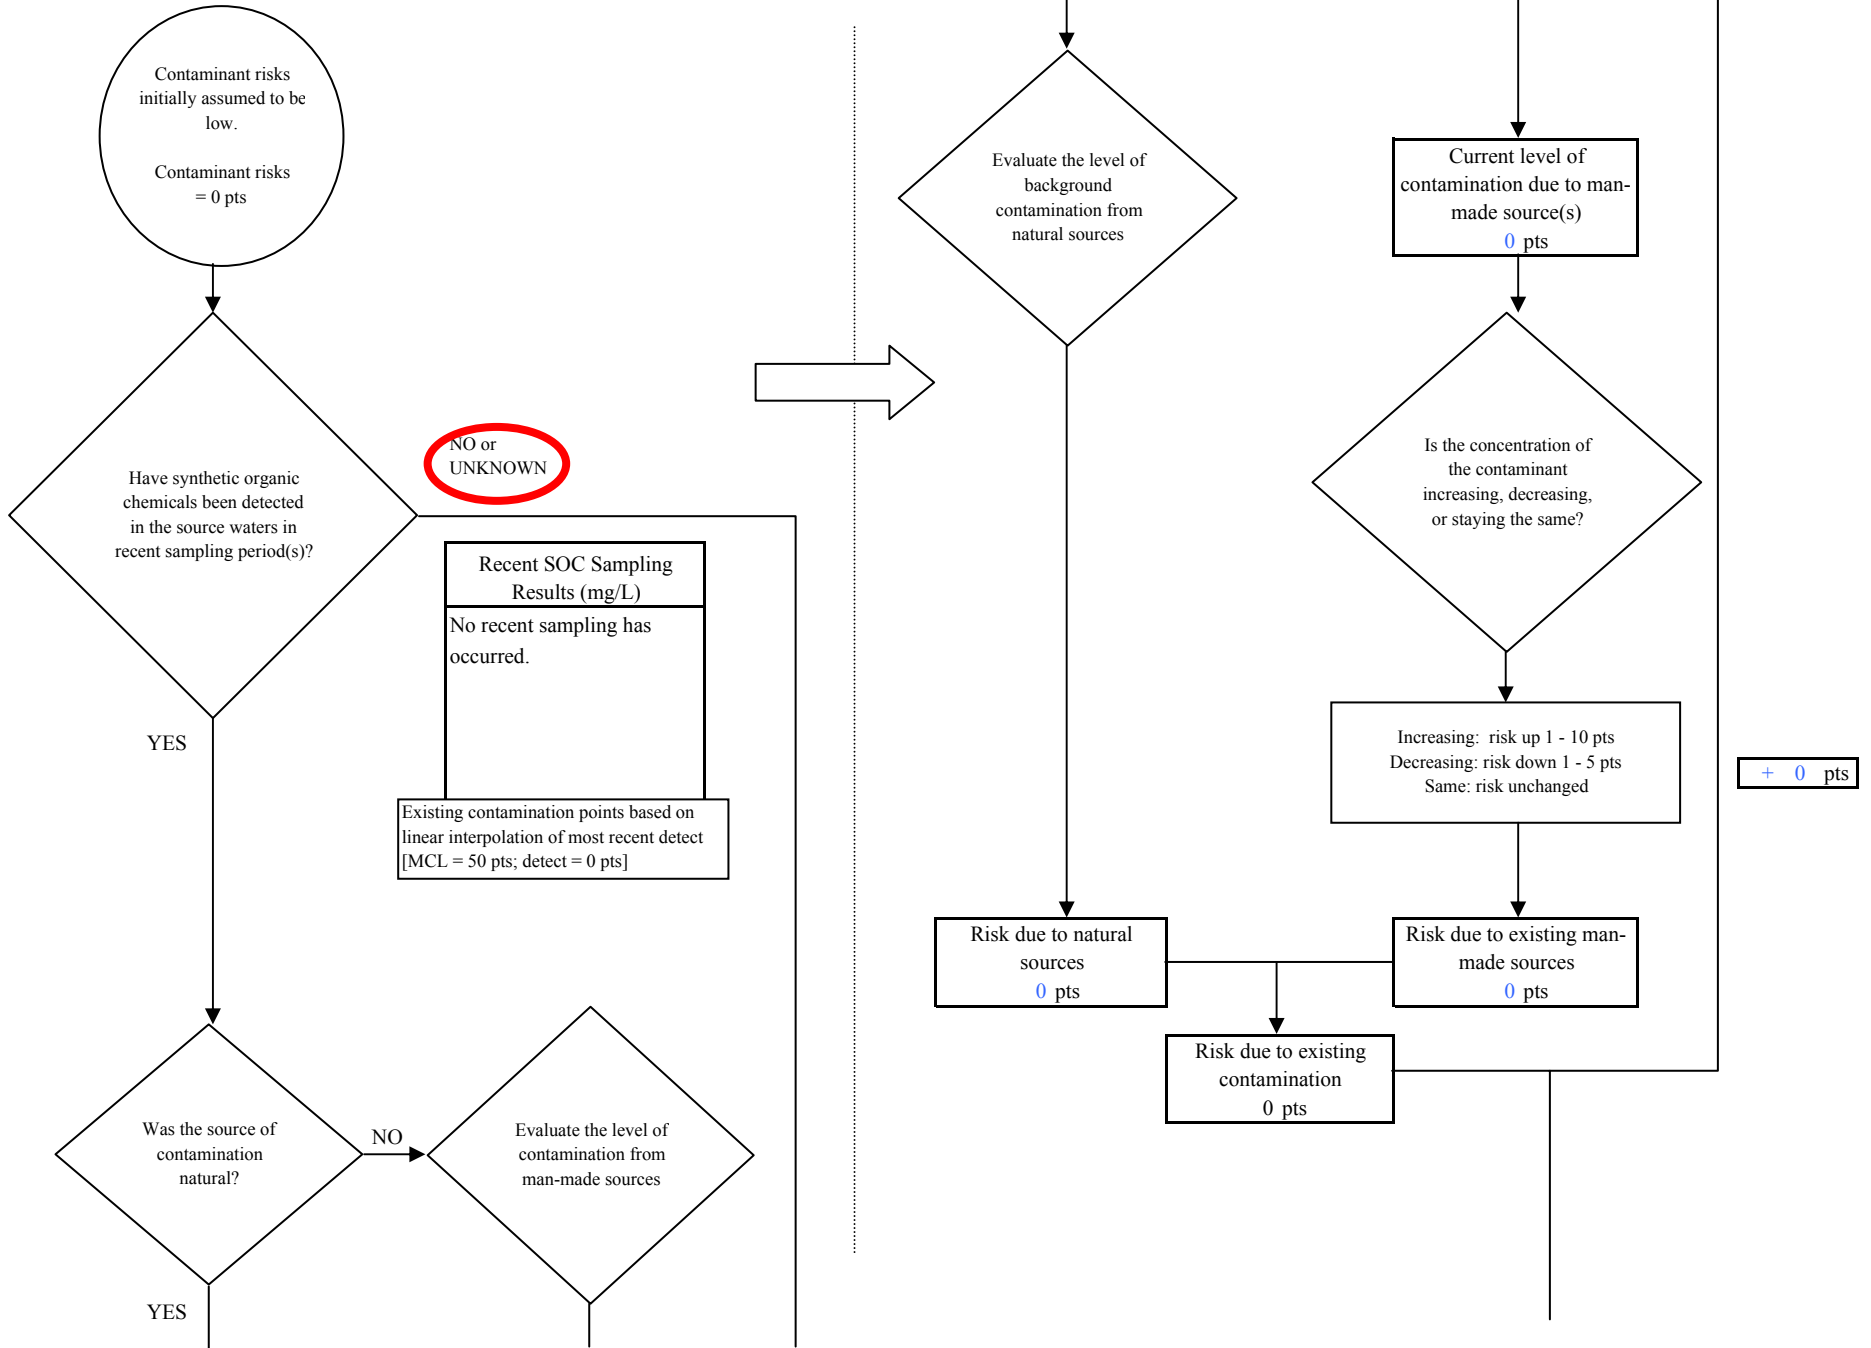 Contaminant risks
initially assumed to be
low.
Contaminant risks
= 0 pts
Have synthetic organic
chemicals been detected
in the source waters in
recent sampling period(s)?
NO or
UNKNOWN
Recent SOC Sampling
Results (mg/L)
No recent sampling has
occurred.
Existing contamination points based on
linear interpolation of most recent detect
[MCL = 50 pts; detect = 0 pts]
YES
Was the source of
contamination
natural?
NO
Evaluate the level of
contamination from
man-made sources
YES
Evaluate the level of
background
contamination from
natural sources
Current level of
contamination due to man-
made source(s)
0 pts
Is the concentration of
the contaminant
increasing, decreasing,
or staying the same?
Increasing: risk up 1 - 10 pts
Decreasing: risk down 1 - 5 pts
Same: risk unchanged
+ 0 pts
Risk due to natural
sources
0 pts
Risk due to existing man-
made sources
0 pts
Risk due to existing
contamination
0 pts